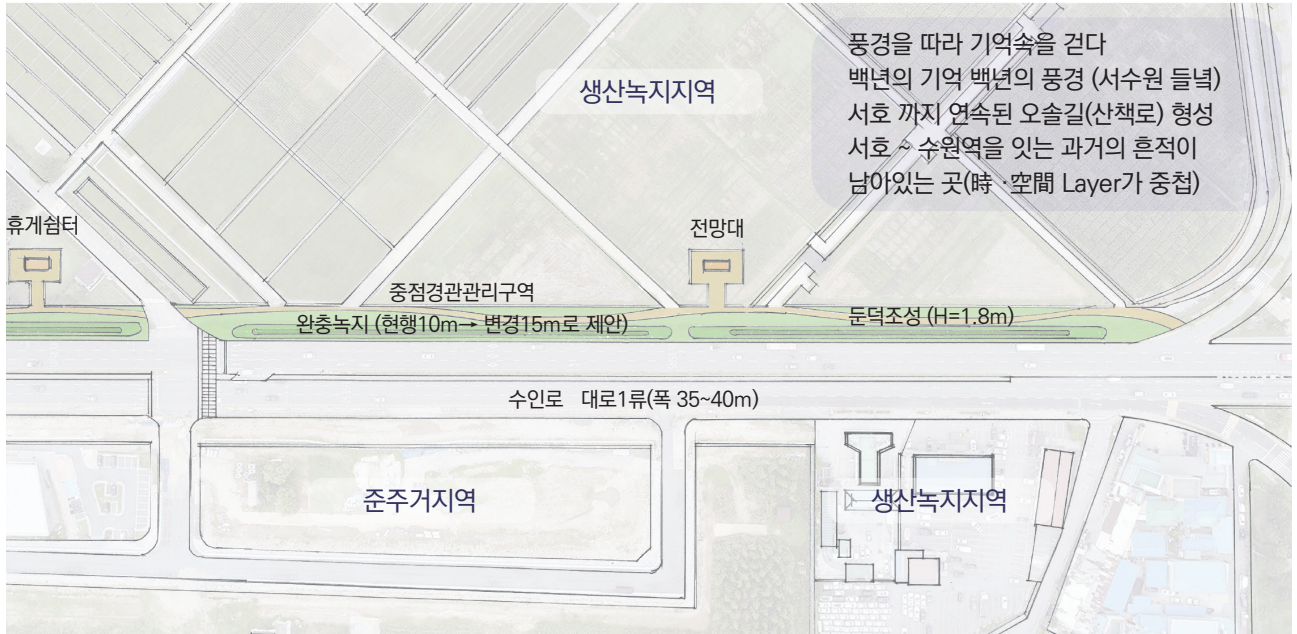 풍경을 따라 기억속을 걷다
백년의 기억 백년의 풍경 (서수원 들녘)
서호 까지 연속된 오솔길(산책로) 형성
서호 ~ 수원역을 잇는 과거의 흔적이
남아있는 곳(時·空間 Layer가 중첩)
생산녹지지역
휴게쉼터
전망대
중점경관관리구역
완충녹지 (현행10m→ 변경15m로 제안)
둔덕조성 (H=1.8m)
수인로 대로1류(폭 35~40m)
준주거지역
생산녹지지역